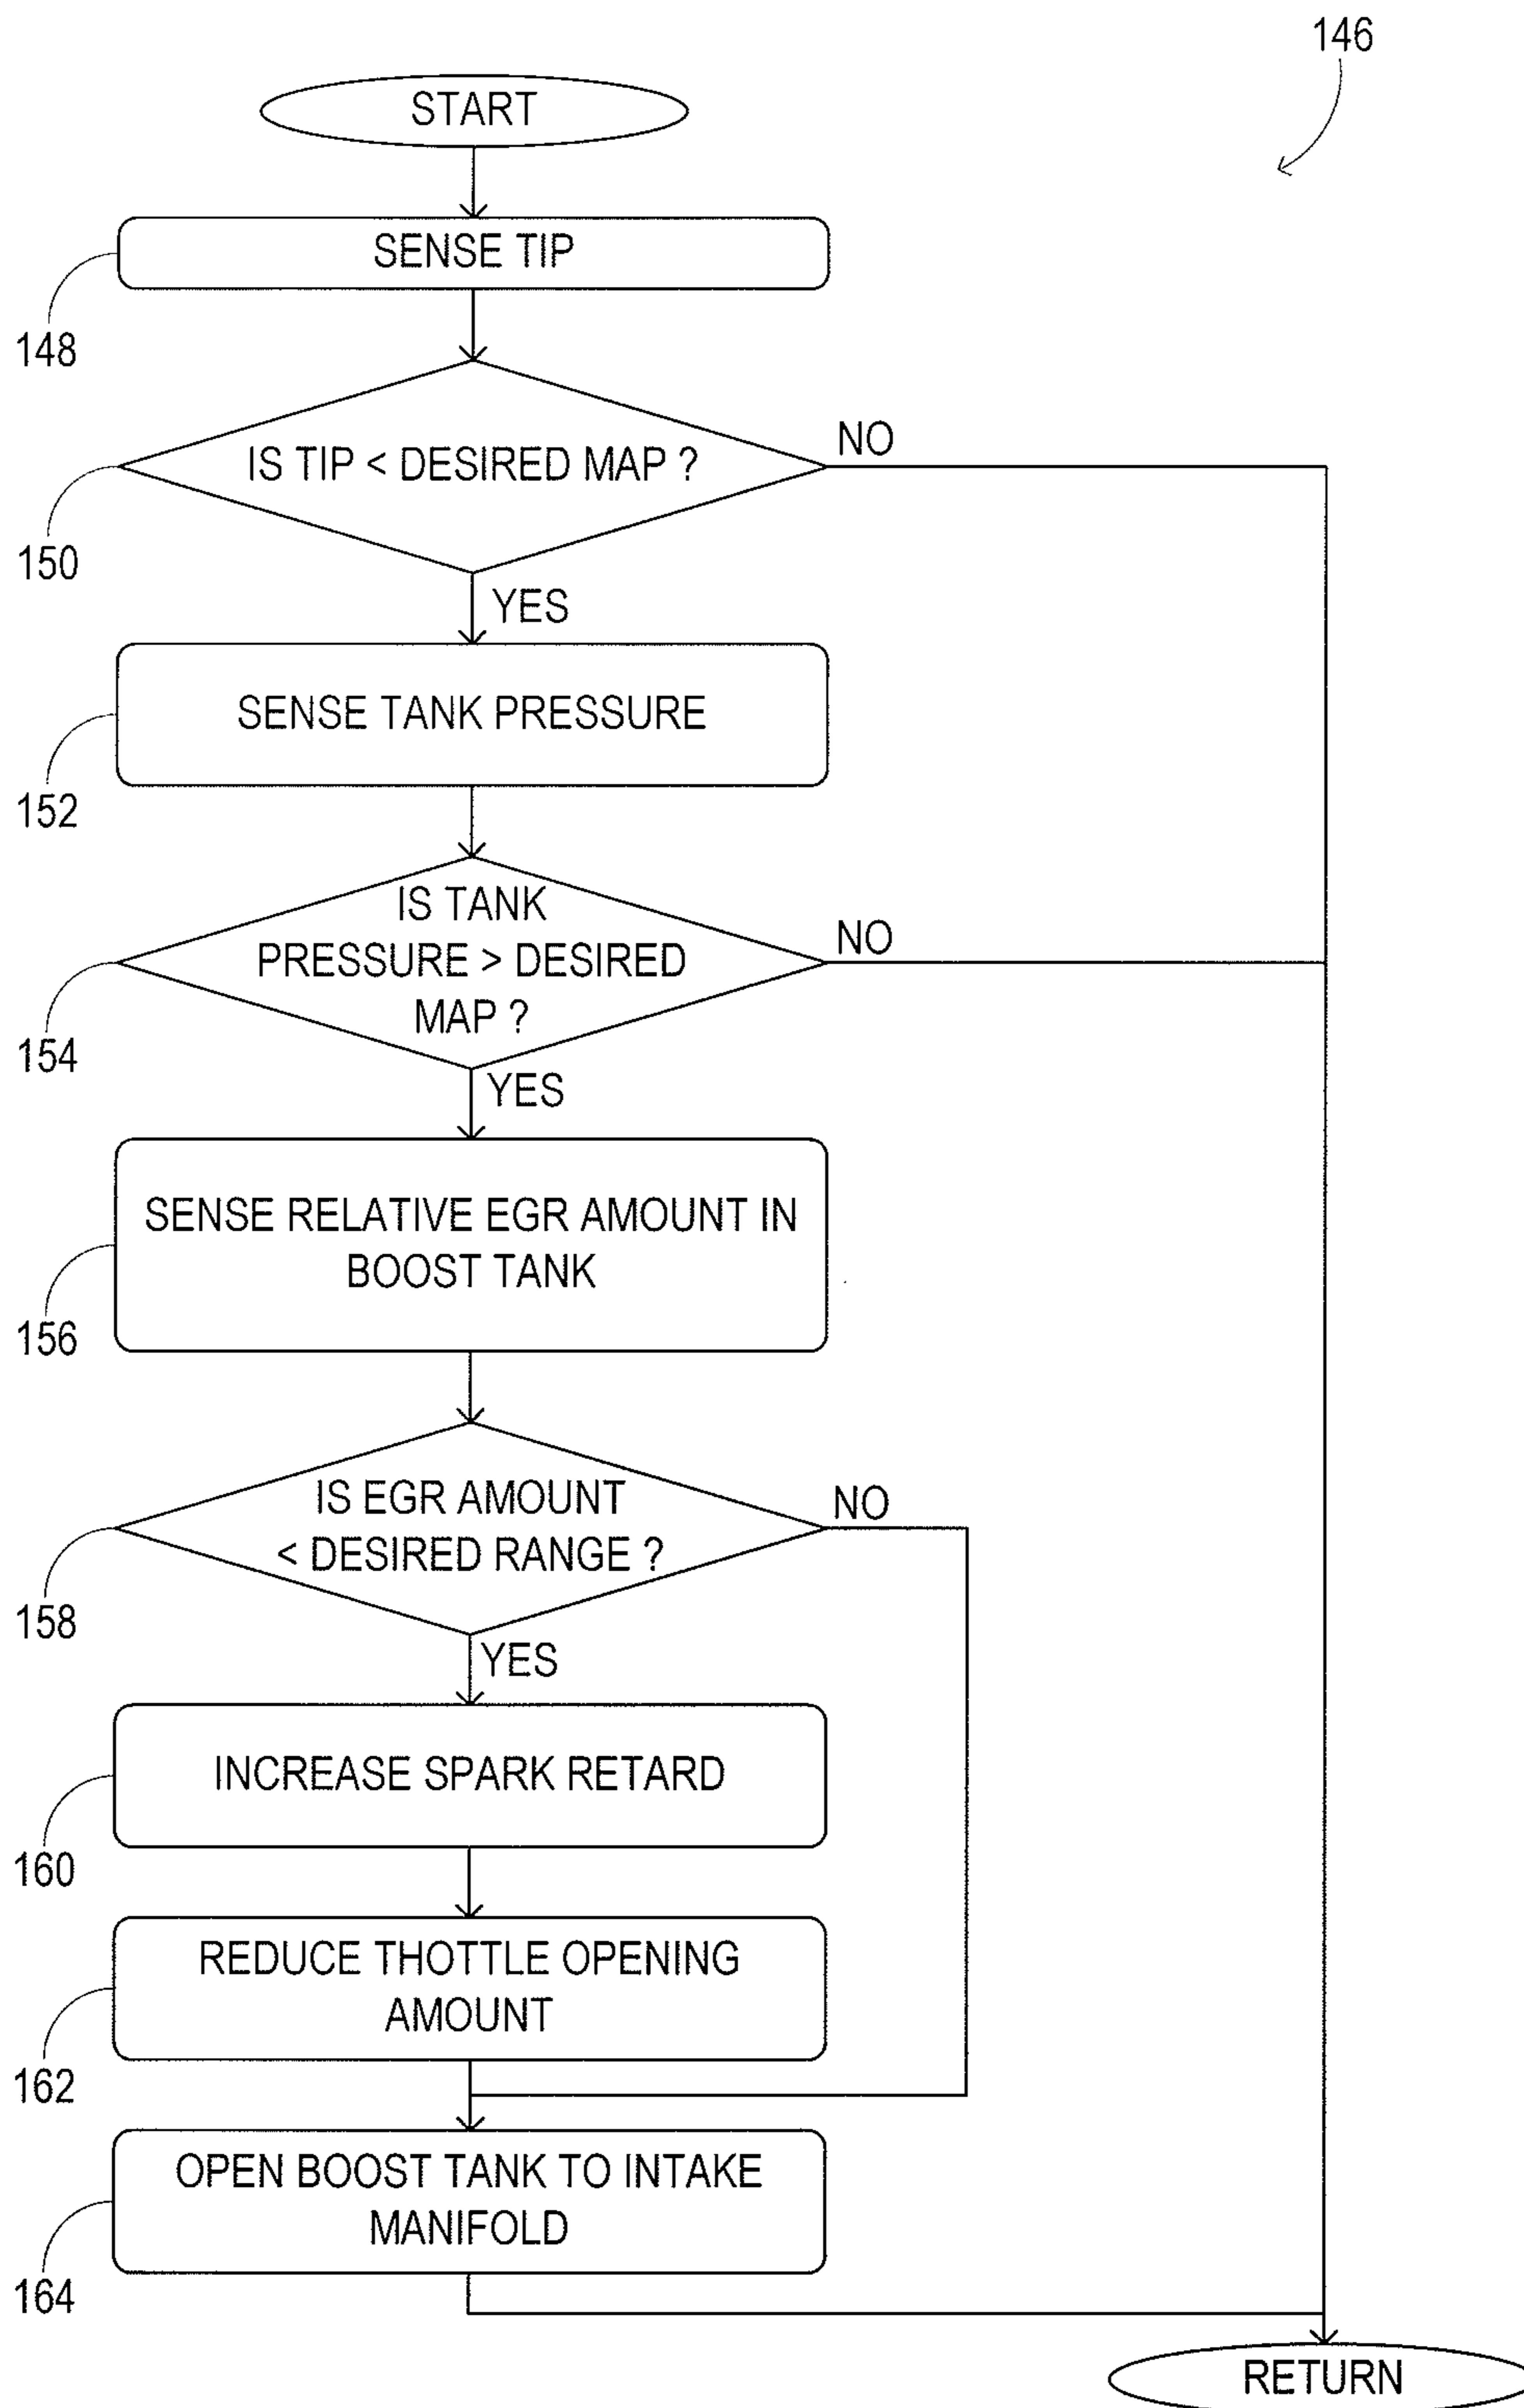 146
START
SENSE TIP
148
IS TIP < DESIRED MAP ?
NO
150
YES
SENSE TANK PRESSURE
152
IS TANK
PRESSURE > DESIRED
MAP ?
NO
154
YES
SENSE RELATIVE EGR AMOUNT IN
BOOST TANK
156
IS EGR AMOUNT
< DESIRED RANGE ?
NO
158
YES
INCREASE SPARK RETARD
160
REDUCE THOTTLE OPENING
AMOUNT
162
OPEN BOOST TANK TO INTAKE
MANIFOLD
164
RETURN